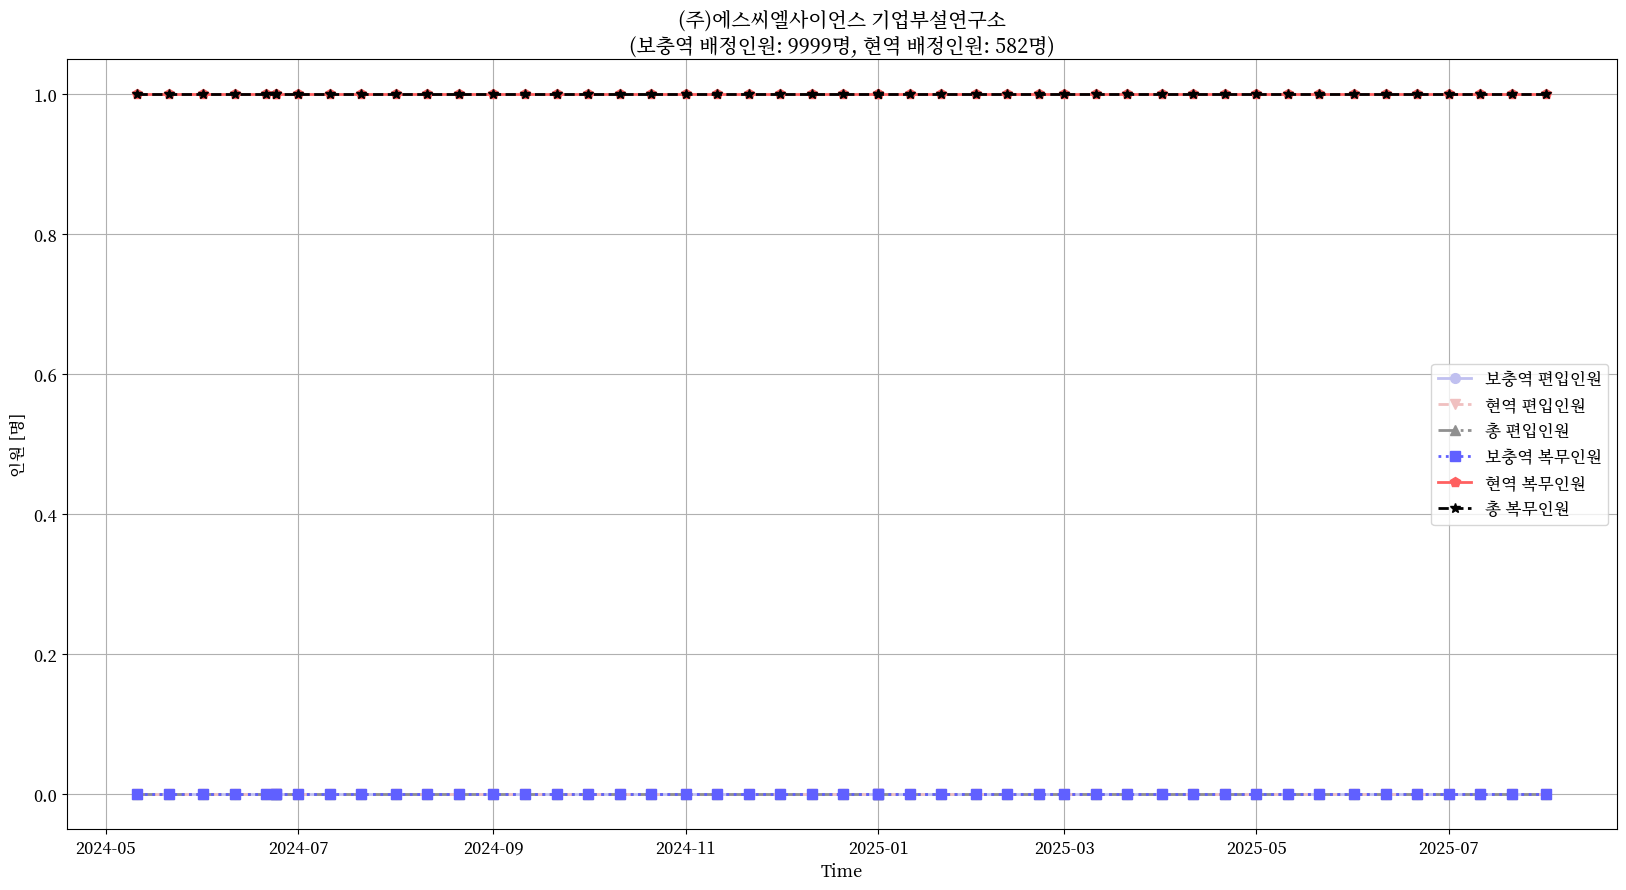 (주)에스씨엘사이언스 기업부설연구소
(보충역 배정인원: 9999명, 현역 배정인원: 582명)
1.0
0.8
0.6
0.4
0.2
0.0
인원 [명]
보충역 편입인원
현역 편입인원
총 편입인원
보충역 복무인원
현역 복무인원
총 복무인원
2024-05
2024-07
2024-09
2024-11
2025-01
2025-03
2025-05
2025-07
Time